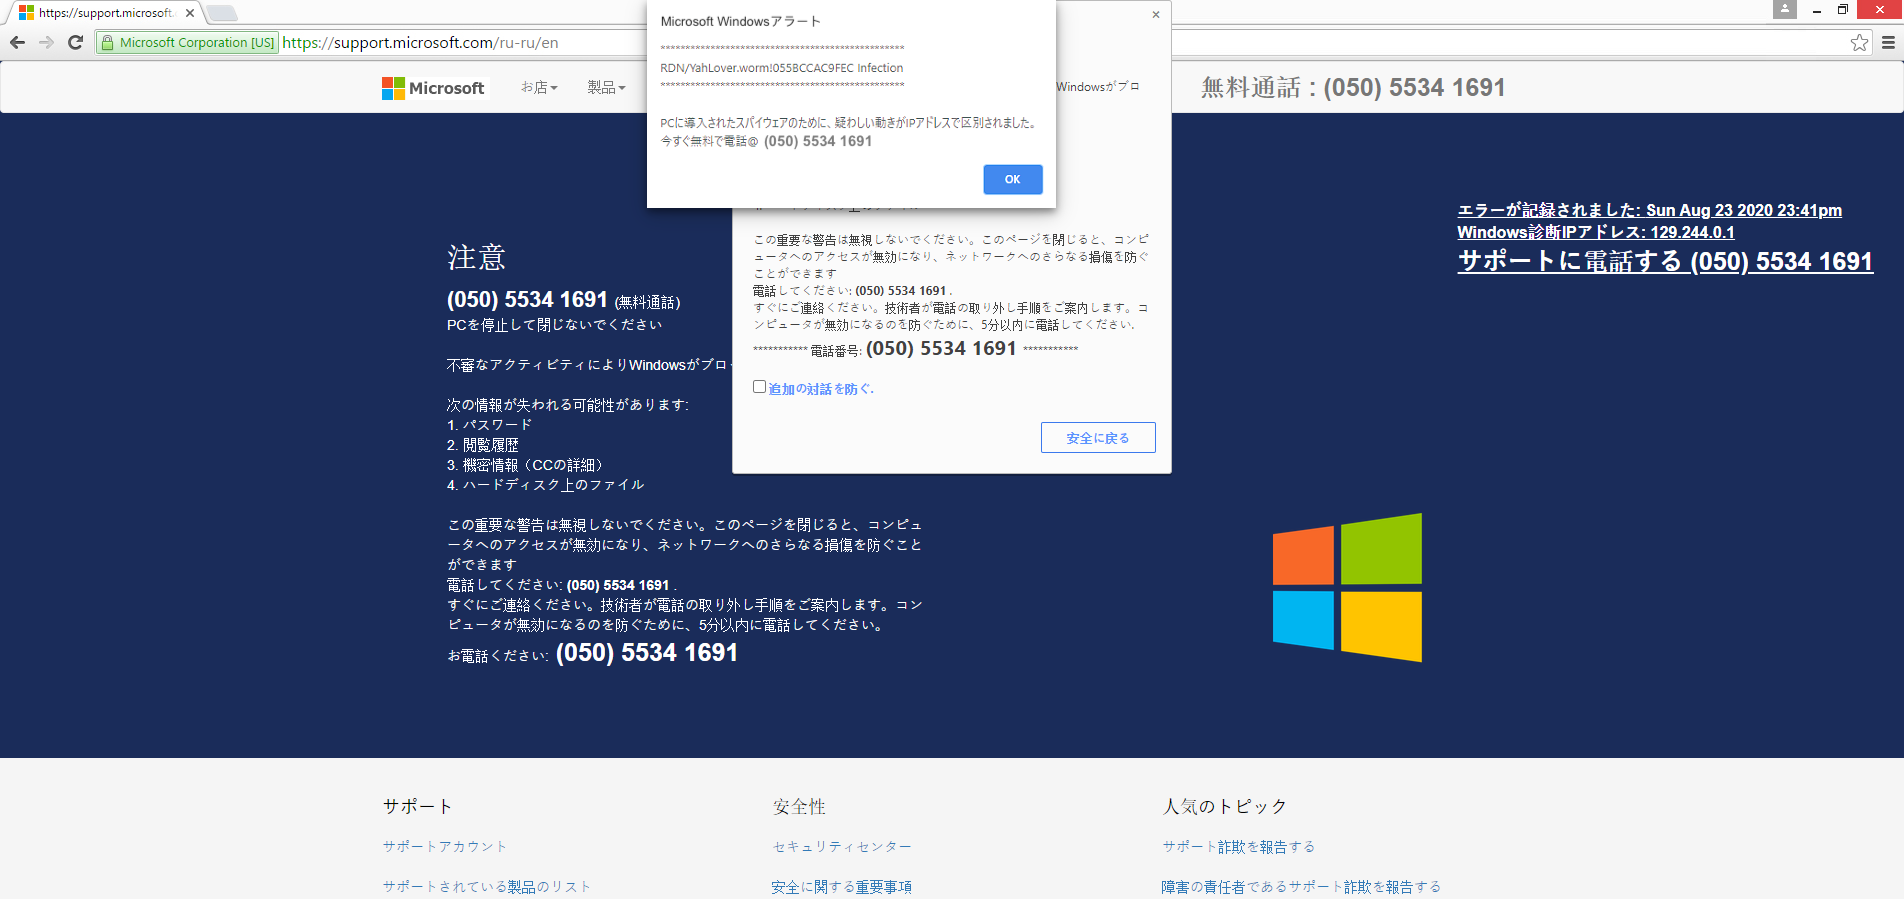 https://support.microsoft.
Microsoft Corporation [US]
https://support.microsoft.com/ru-ru/en
Microsoft
お店
製品
Windowsがブロ
無料通話 : (050) 5534 1691
Microsoft Windowsアラート
*************************************************
RDN/YahLover.worm!055BCCAC9FEC Infection
*************************************************
PCに導入されたスパイウェアのために、疑わしい動きがIPアドレスで区別されました。
今すぐ無料で電話@ (050) 5534 1691
OK
この重要な警告は無視しないでください。このページを閉じると、コンピ
ュータへのアクセスが無効になり、ネットワークへのさらなる損傷を防ぐ
ことができます
電話してください: (050) 5534 1691 .
すぐにご連絡ください。技術者が電話の取り外し手順をご案内します。コ
ンピュータが無効になるのを防ぐために、5分以内に電話してください.
*********** 電話番号: (050) 5534 1691 ***********
追加の対話を防ぐ.
安全に戻る
エラーが記録されました: Sun Aug 23 2020 23:41pm
Windows診断IPアドレス: 129.244.0.1
サポートに電話する (050) 5534 1691
注意
(050) 5534 1691 (無料通話)
PCを停止して閉じないでください
不審なアクティビティによりWindowsがブロ
次の情報が失われる可能性があります:
1. パスワード
2. 閲覧履歴
3. 機密情報（CCの詳細）
4. ハードディスク上のファイル
この重要な警告は無視しないでください。このページを閉じると、コンピュ
ータへのアクセスが無効になり、ネットワークへのさらなる損傷を防ぐこと
ができます
電話してください: (050) 5534 1691 .
すぐにご連絡ください。技術者が電話の取り外し手順をご案内します。コン
ピュータが無効になるのを防ぐために、5分以内に電話してください。
お電話ください: (050) 5534 1691
サポート
サポートアカウント
サポートされている製品のリスト
安全性
セキュリティセンター
安全に関する重要事項
人気のトピック
サポート詐欺を報告する
障害の責任者であるサポート詐欺を報告する